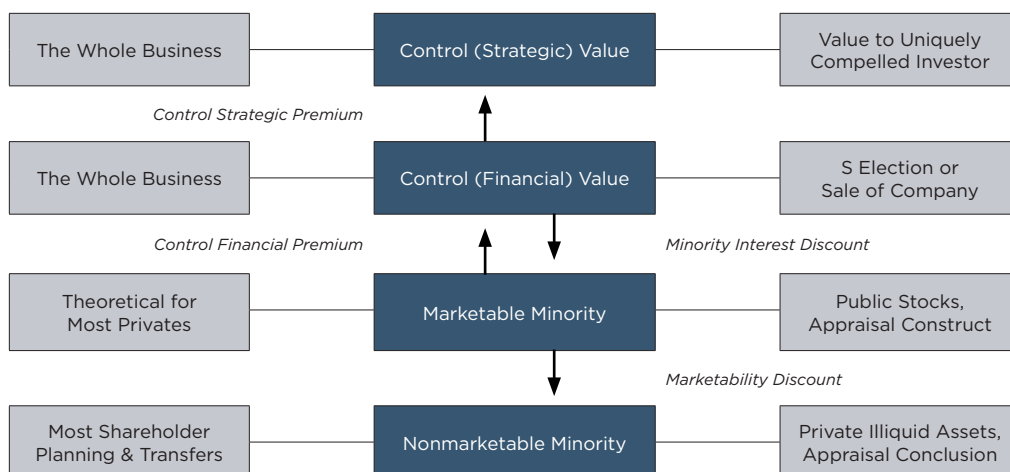 The Whole Business
Control (Strategic) Value
Value to Uniquely
Compelled Investor
Control Strategic Premium
The Whole Business
Control (Financial) Value
S Election or
Sale of Company
Control Financial Premium
Minority Interest Discount
Theoretical for
Most Privates
Marketable Minority
Public Stocks,
Appraisal Construct
Marketability Discount
Most Shareholder
Planning & Transfers
Nonmarketable Minority
Private Illiquid Assets,
Appraisal Conclusion